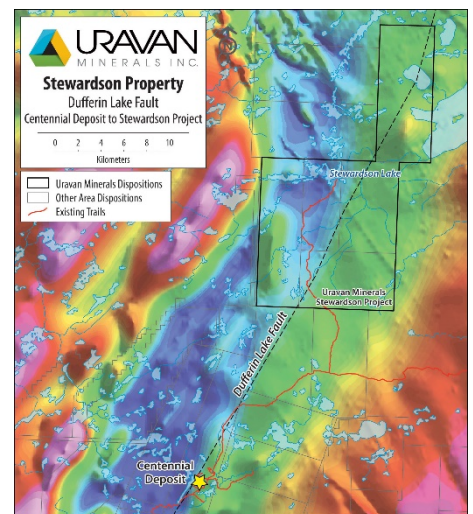 URAVAN
MINERALS INC.
Stewardson Property
Dufferin Lake Fault
Centennial Deposit to Stewardson Project
0 2 4 6 8 10
Kilometers
Uravan Minerals Dispositions
Other Area Dispositions
Existing Trails
Stewardson Lake
Uravan Minerals
Stewardson Project
Dufferin Lake Fault
Centennial
Deposit